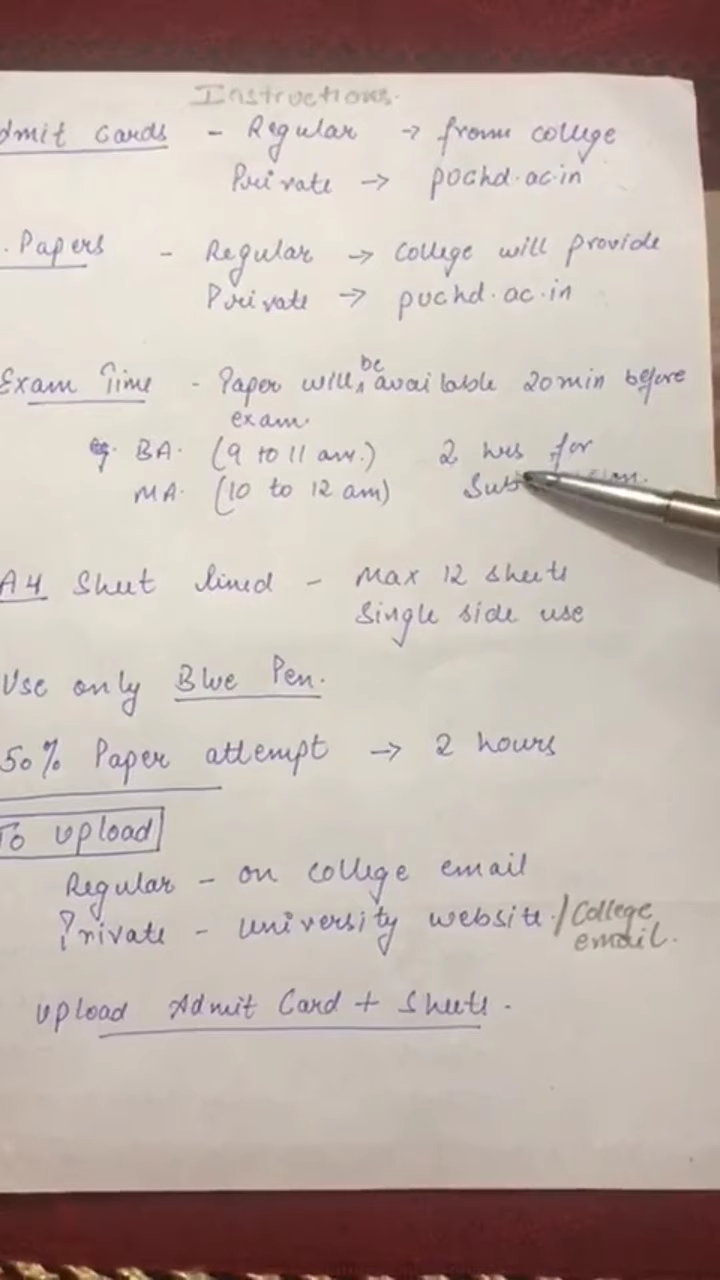 Instructions.
dmit Cards - Regular → from college
Private → puchd.ac.in
. Papers - Regular → College will provide
Private → puchd.ac.in
Exam Time - Paper will be available 20 min before
exam.
eg. BA. (9 to 11 am.) 2 hrs for
MA. (10 to 12 am) Sub
A4 Sheet lined - Max 12 sheets
Single side use
Use only Blue Pen.
50% Paper attempt → 2 hours
To upload
Regular - on college email
Private - university website./College
email.
upload Admit Card + Sheets.